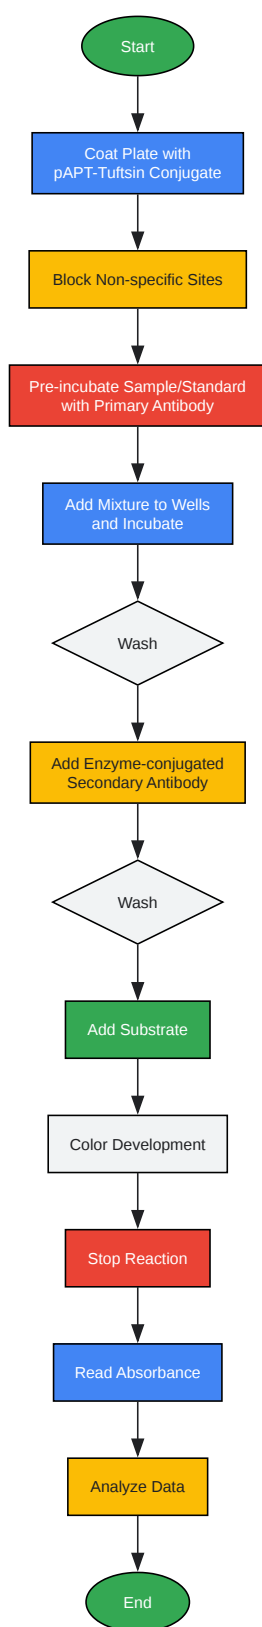 Start
Coat Plate with
pAPT-Tuftsin Conjugate
Block Non-specific Sites
Pre-incubate Sample/Standard
with Primary Antibody
Add Mixture to Wells
and Incubate
Wash
Add Enzyme-conjugated
Secondary Antibody
Wash
Add Substrate
Color Development
Stop Reaction
Read Absorbance
Analyze Data
End